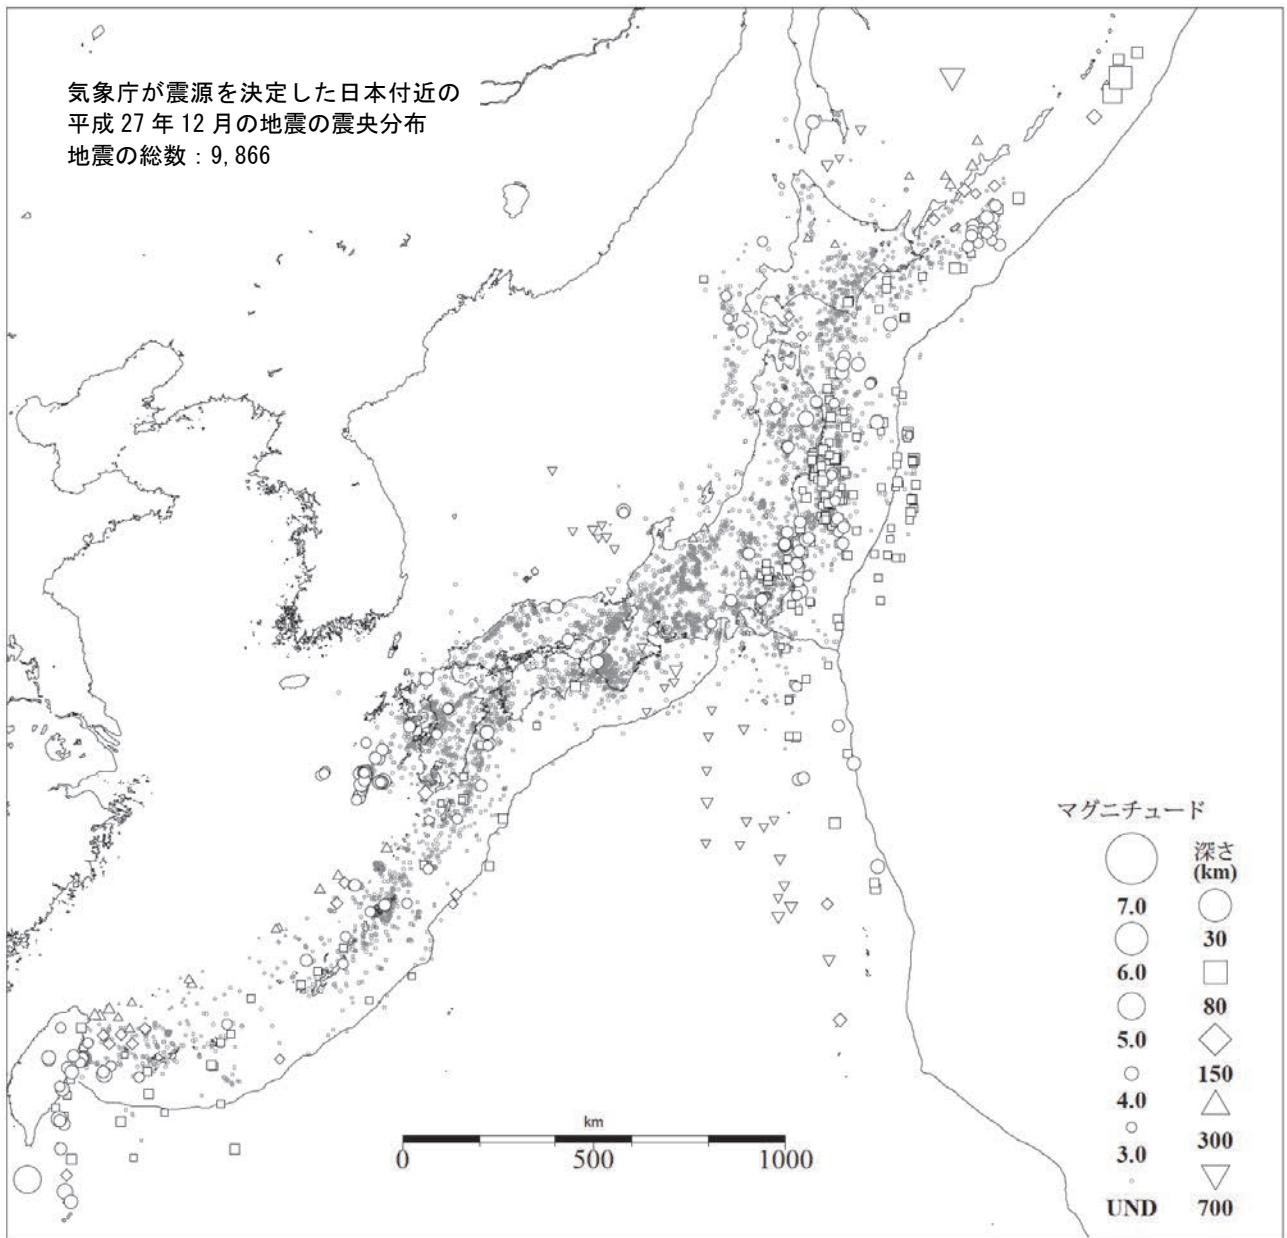 気象庁が震源を決定した日本付近の
平成 27 年 12 月の地震の震央分布
地震の総数：9,866
マグニチュード
深さ
(km)
7.0
30
6.0
80
5.0
150
4.0
300
3.0
UND 700
km
0 500 1000